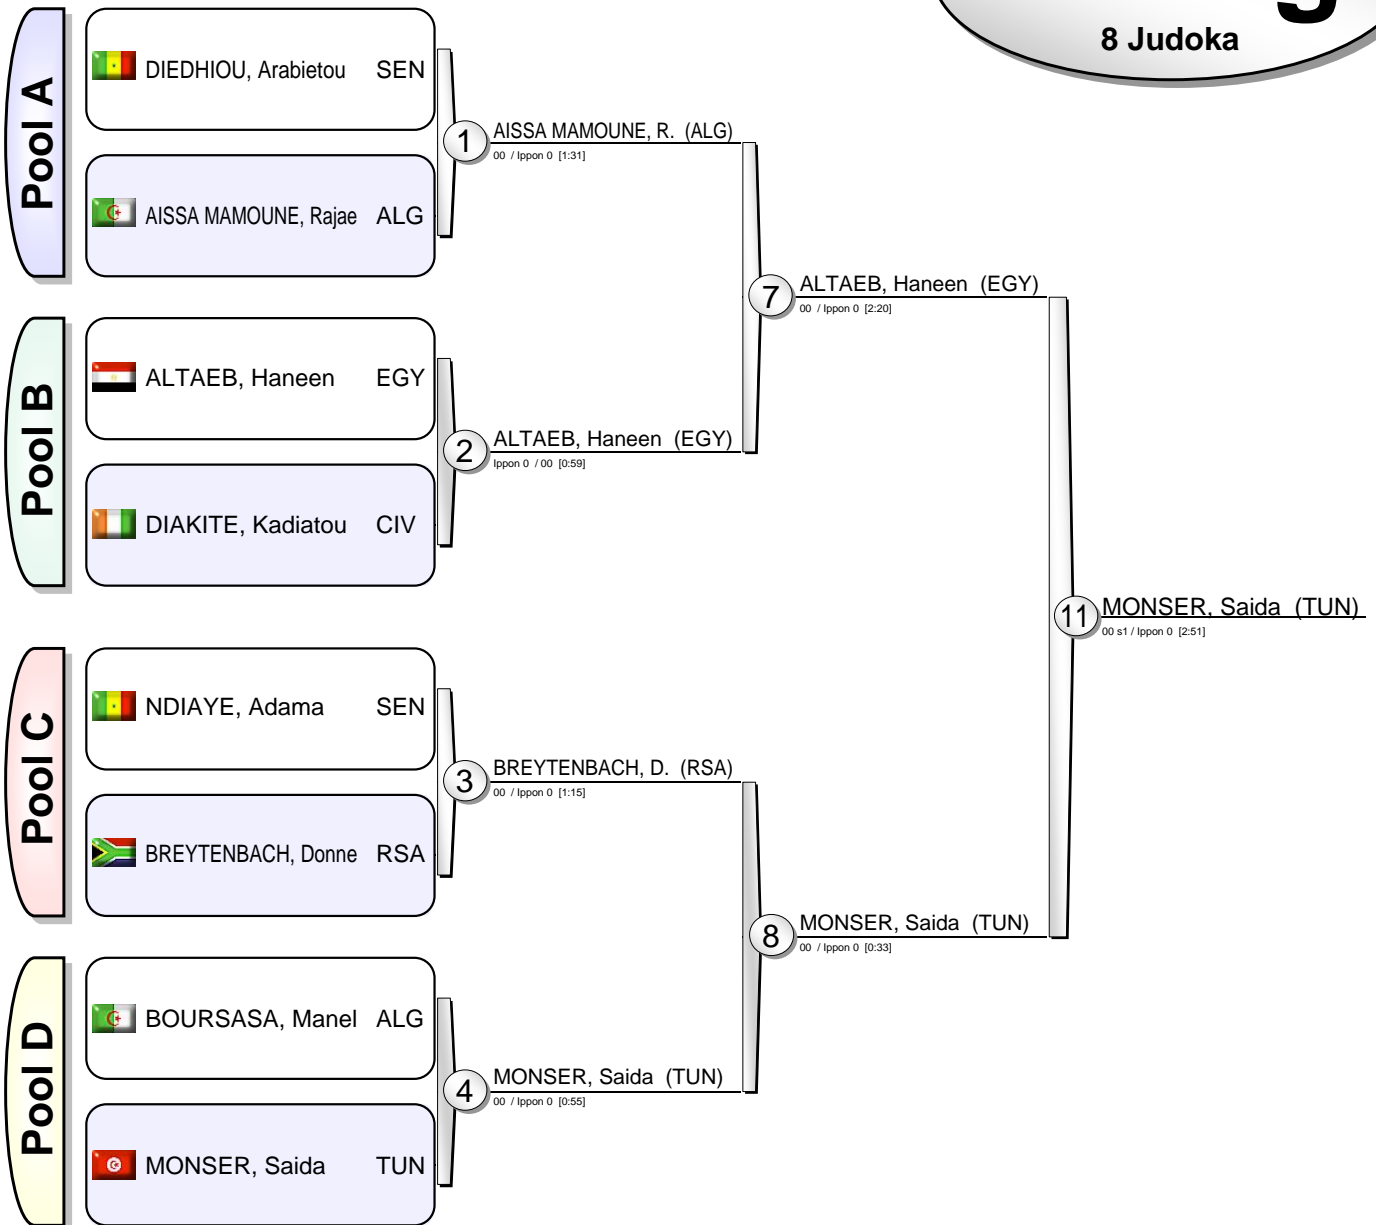 8 Judoka
Pool A
DIEDHIOU, Arabietou SEN
AISSA MAMOUNE, Rajae ALG
1 AISSA MAMOUNE, R. (ALG)
00 / Ippon 0 [1:31]
7 ALTAEB, Haneen (EGY)
00 / Ippon 0 [2:20]
Pool B
ALTAEB, Haneen EGY
DIAKITE, Kadiatou CIV
2 ALTAEB, Haneen (EGY)
Ippon 0 / 00 [0:59]
11 MONSER, Saida (TUN)
00 s1 / Ippon 0 [2:51]
Pool C
NDIAYE, Adama SEN
BREYTENBACH, Donne RSA
3 BREYTENBACH, D. (RSA)
00 / Ippon 0 [1:15]
8 MONSER, Saida (TUN)
00 / Ippon 0 [0:33]
Pool D
BOURSASA, Manel ALG
MONSER, Saida TUN
4 MONSER, Saida (TUN)
00 / Ippon 0 [0:55]